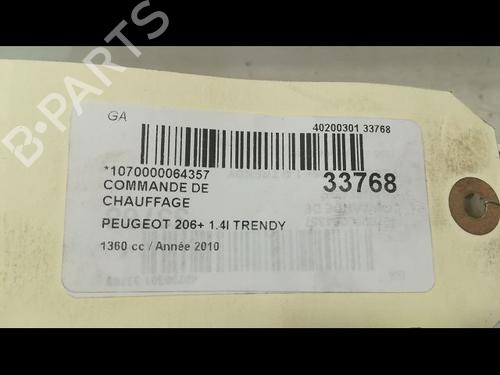 B-PARTS
GA
40200301 33768
*1070000064357
33768
COMMANDE DE
CHAUFFAGE
PEUGEOT 206+ 1.4I TRENDY
1360 cc / Année 2010